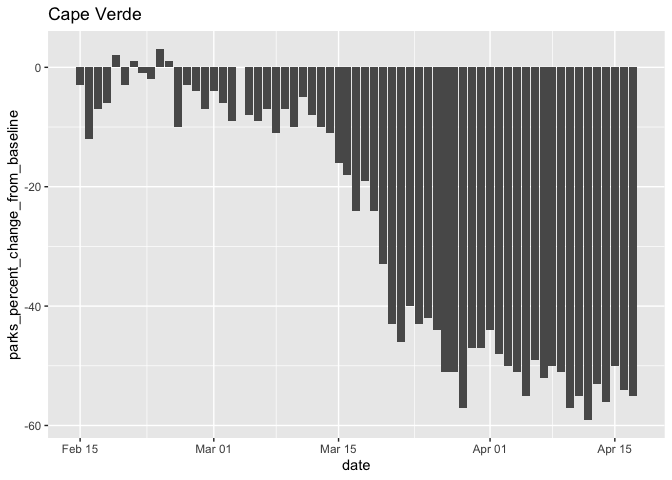 Cape Verde
parks_percent_change_from_baseline
0
-20
-40
-60
Feb 15
Mar 01
Mar 15
Apr 01
Apr 15
date